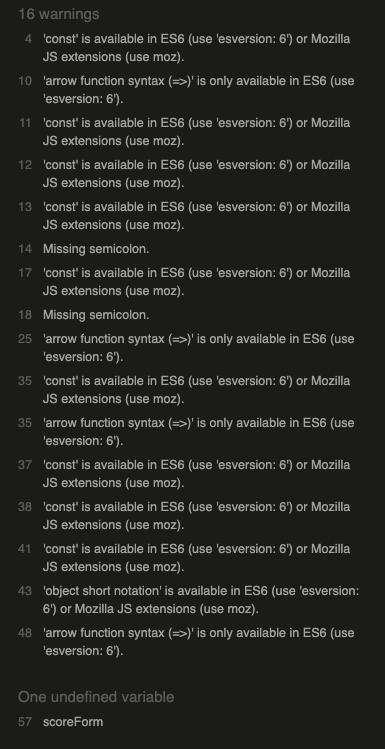 16 warnings
4 'const' is available in ES6 (use 'esversion: 6') or Mozilla
JS extensions (use moz).
10 'arrow function syntax (=>)' is only available in ES6 (use
'esversion: 6').
11 'const' is available in ES6 (use 'esversion: 6') or Mozilla
JS extensions (use moz).
12 'const' is available in ES6 (use 'esversion: 6') or Mozilla
JS extensions (use moz).
13 'const' is available in ES6 (use 'esversion: 6') or Mozilla
JS extensions (use moz).
14 Missing semicolon.
17 'const' is available in ES6 (use 'esversion: 6') or Mozilla
JS extensions (use moz).
18 Missing semicolon.
25 'arrow function syntax (=>)' is only available in ES6 (use
'esversion: 6').
35 'const' is available in ES6 (use 'esversion: 6') or Mozilla
JS extensions (use moz).
35 'arrow function syntax (=>)' is only available in ES6 (use
'esversion: 6').
37 'const' is available in ES6 (use 'esversion: 6') or Mozilla
JS extensions (use moz).
38 'const' is available in ES6 (use 'esversion: 6') or Mozilla
JS extensions (use moz).
41 'const' is available in ES6 (use 'esversion: 6') or Mozilla
JS extensions (use moz).
43 'object short notation' is available in ES6 (use 'esversion:
6') or Mozilla JS extensions (use moz).
48 'arrow function syntax (=>)' is only available in ES6 (use
'esversion: 6').
One undefined variable
57 scoreForm